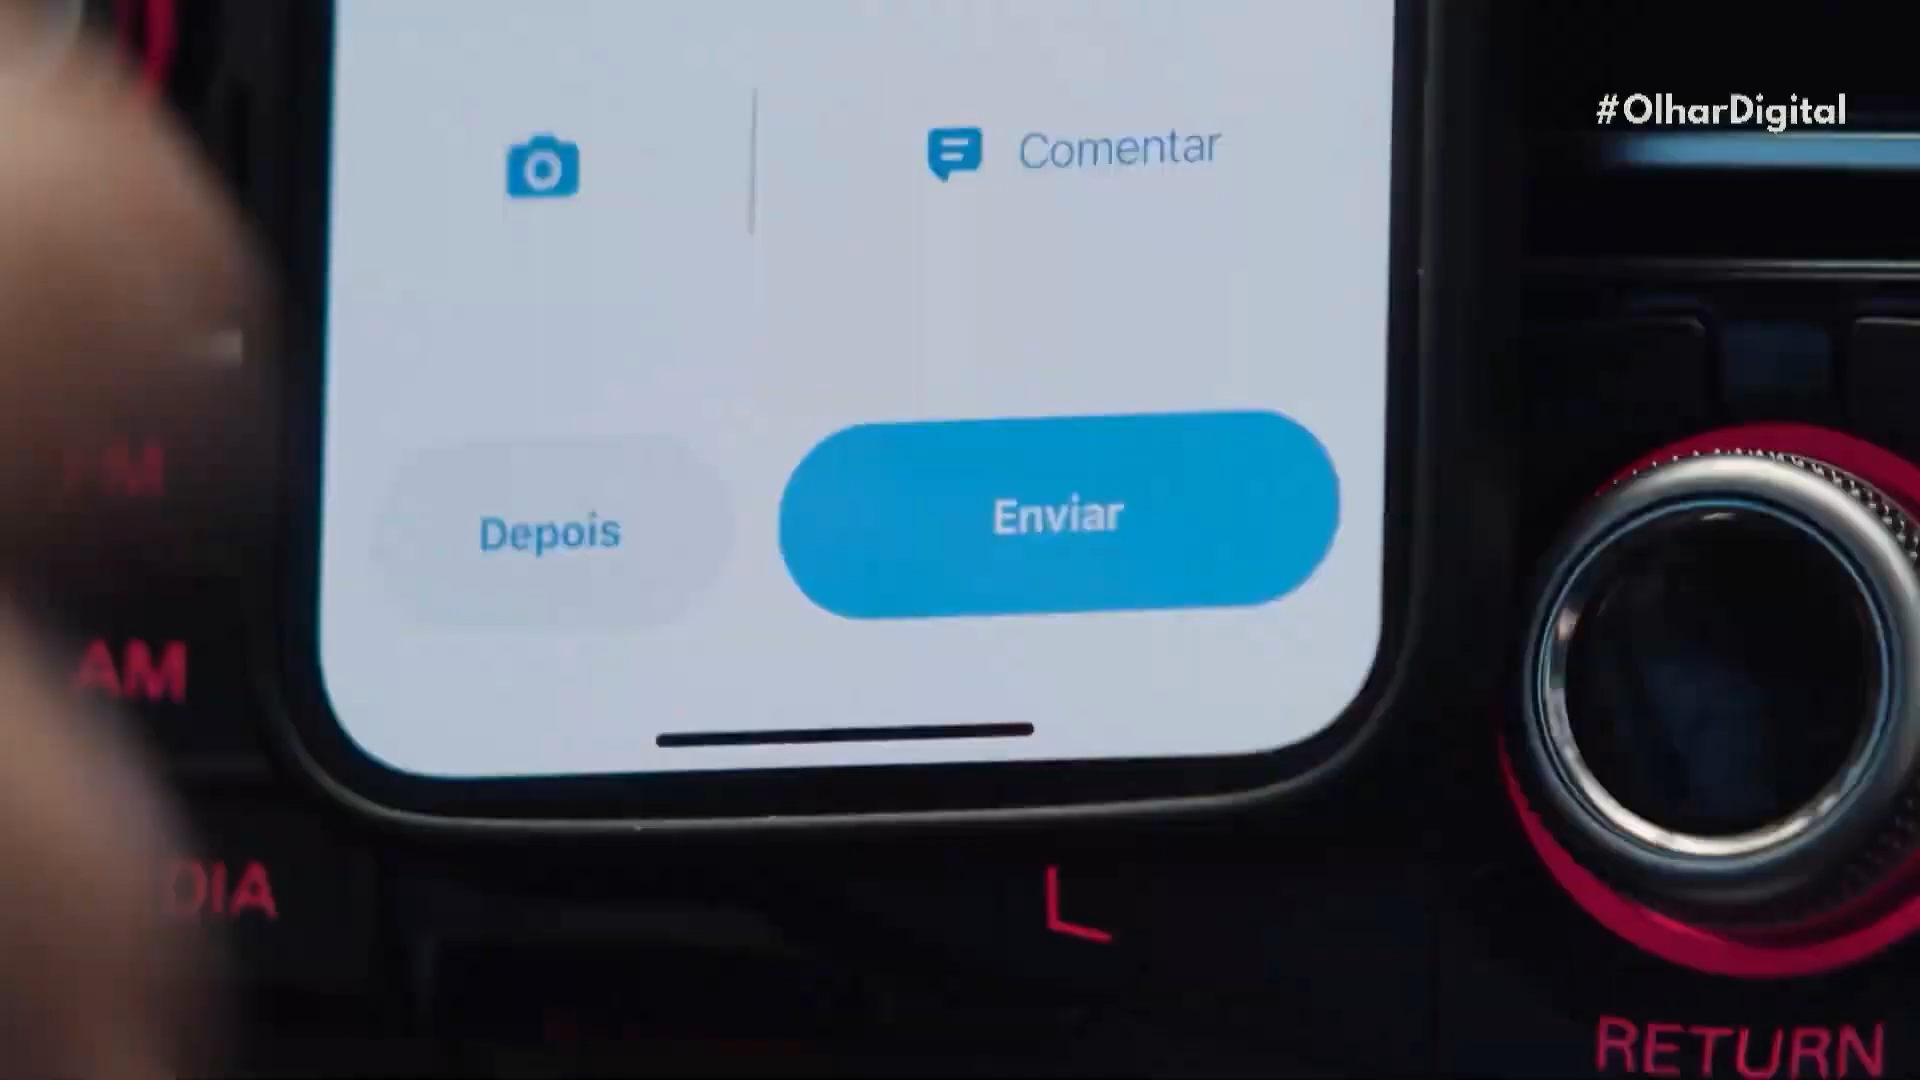 #OlharDigital
Comentar
Depois
Enviar
AM
RETURN